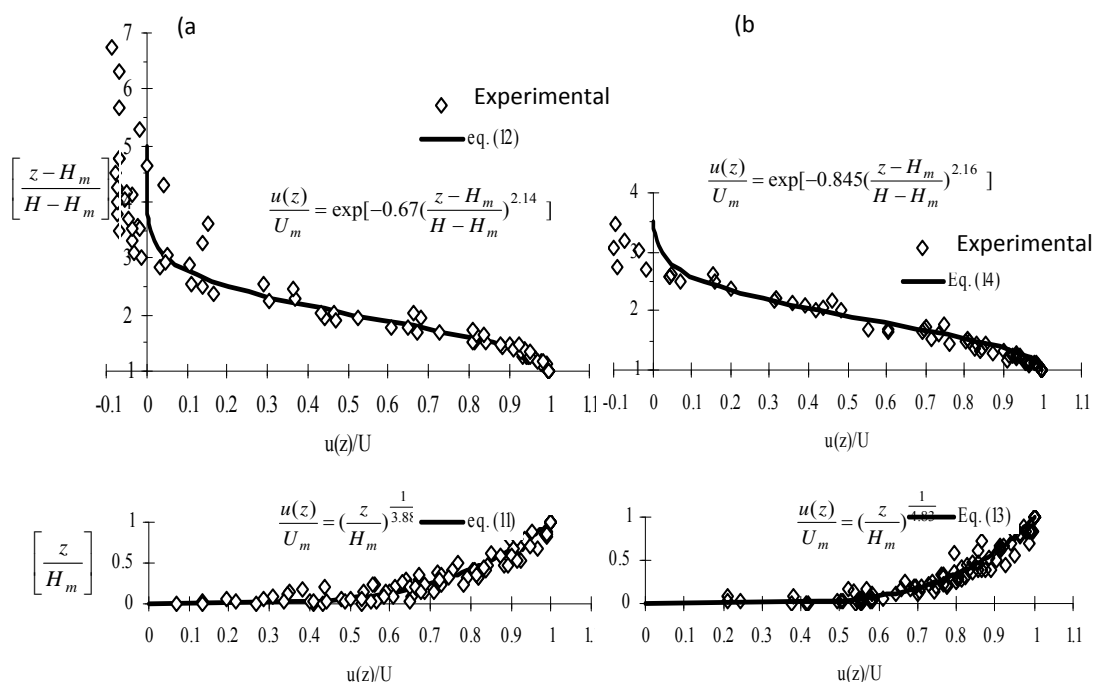 (a
7
6
5
4
3
2
1
[z − H_m / H − H_m]
Experimental
eq. (12)
u(z)/U_m = exp[−0.67(z − H_m / H − H_m)^2.14 ]
-0.1 0 0.1 0.2 0.3 0.4 0.5 0.6 0.7 0.8 0.9 1 1.
u(z)/U
(b
u(z)/U_m = exp[−0.845(z − H_m / H − H_m)^2.16 ]
4
3
2
1
Experimental
Eq. (14)
-0.1 0 0.1 0.2 0.3 0.4 0.5 0.6 0.7 0.8 0.9 1 1.1
u(z)/U
[z / H_m]
1
0.5
0
u(z)/U_m = (z / H_m)^1/3.88
eq. (11)
0 0.1 0.2 0.3 0.4 0.5 0.6 0.7 0.8 0.9 1 1.
u(z)/U
1
0.5
0
u(z)/U_m = (z / H_m)^1/4.83
Eq. (13)
0 0.1 0.2 0.3 0.4 0.5 0.6 0.7 0.8 0.9 1 1.1
u(z)/U